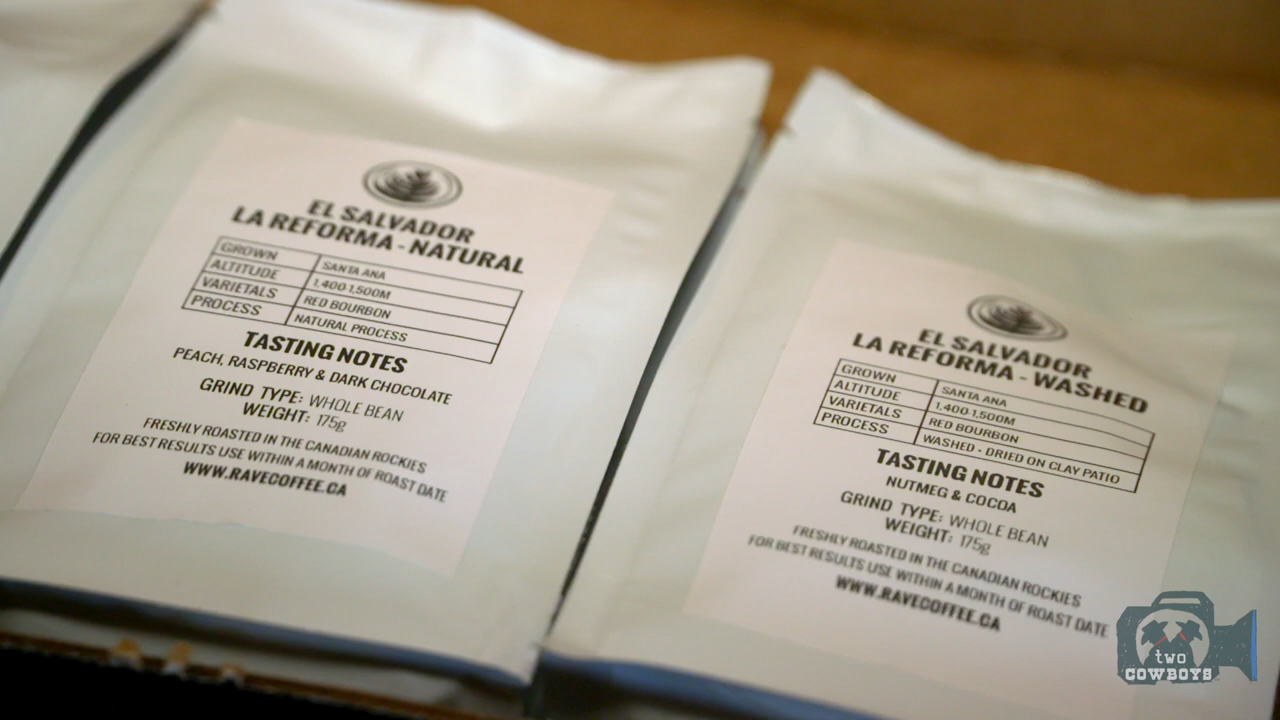 EL SALVADOR
LA REFORMA - NATURAL
GROWN SANTA ANA
ALTITUDE 1,400-1,500M
VARIETALS RED BOURBON
PROCESS NATURAL PROCESS
TASTING NOTES
PEACH, RASPBERRY & DARK CHOCOLATE
GRIND TYPE: WHOLE BEAN
WEIGHT: 175g
FRESHLY ROASTED IN THE CANADIAN ROCKIES
FOR BEST RESULTS USE WITHIN A MONTH OF ROAST DATE
WWW.RAVECOFFEE.CA
EL SALVADOR
LA REFORMA - WASHED
GROWN SANTA ANA
ALTITUDE 1,400-1,500M
VARIETALS RED BOURBON
PROCESS WASHED - DRIED ON CLAY PATIO
TASTING NOTES
NUTMEG & COCOA
GRIND TYPE: WHOLE BEAN
WEIGHT: 175g
FRESHLY ROASTED IN THE CANADIAN ROCKIES
FOR BEST RESULTS USE WITHIN A MONTH OF ROAST DATE
WWW.RAVECOFFEE.CA
two
COWBOYS